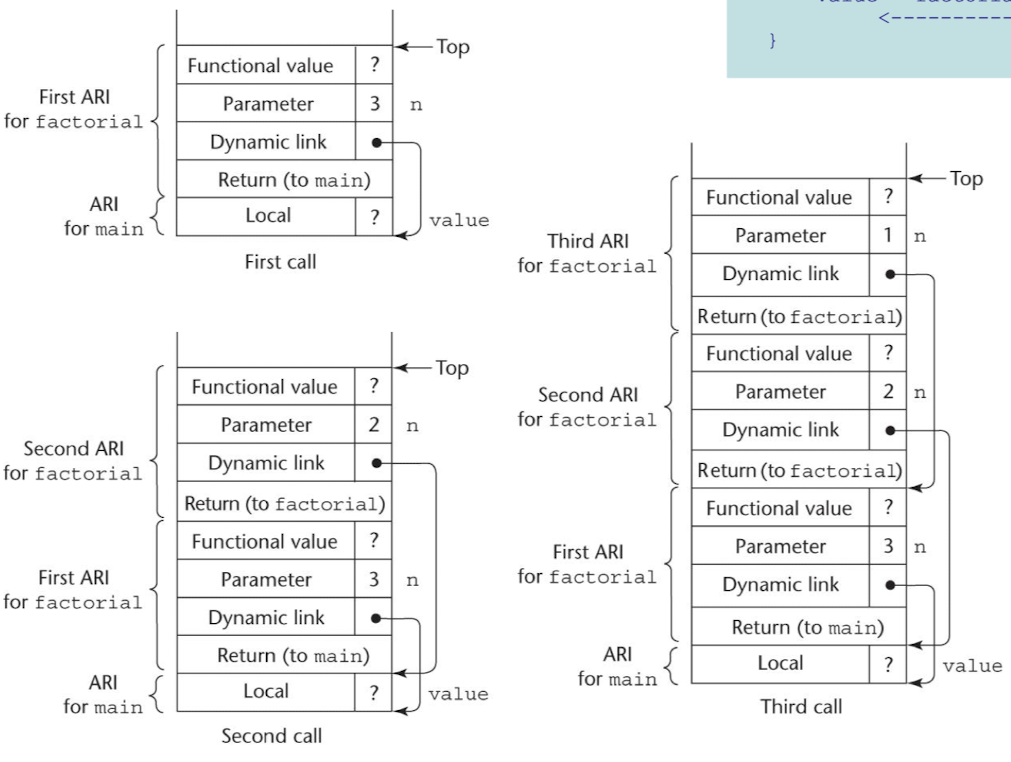 Top
Functional value ?
First ARI
for factorial
Parameter 3 n
Dynamic link
Return (to main)
ARI
for main
Local ? value
First call
Top
Functional value ?
Parameter 2 n
Second ARI
for factorial
Dynamic link
Return (to factorial)
Functional value ?
First ARI
for factorial
Parameter 3 n
Dynamic link
Return (to main)
ARI
for main
Local ? value
Second call
<-----------
}
Top
Functional value ?
Third ARI
for factorial
Parameter 1 n
Dynamic link
Return (to factorial)
Functional value ?
Second ARI
for factorial
Parameter 2 n
Dynamic link
Return (to factorial)
Functional value ?
First ARI
for factorial
Parameter 3 n
Dynamic link
Return (to main)
ARI
for main
Local ? value
Third call